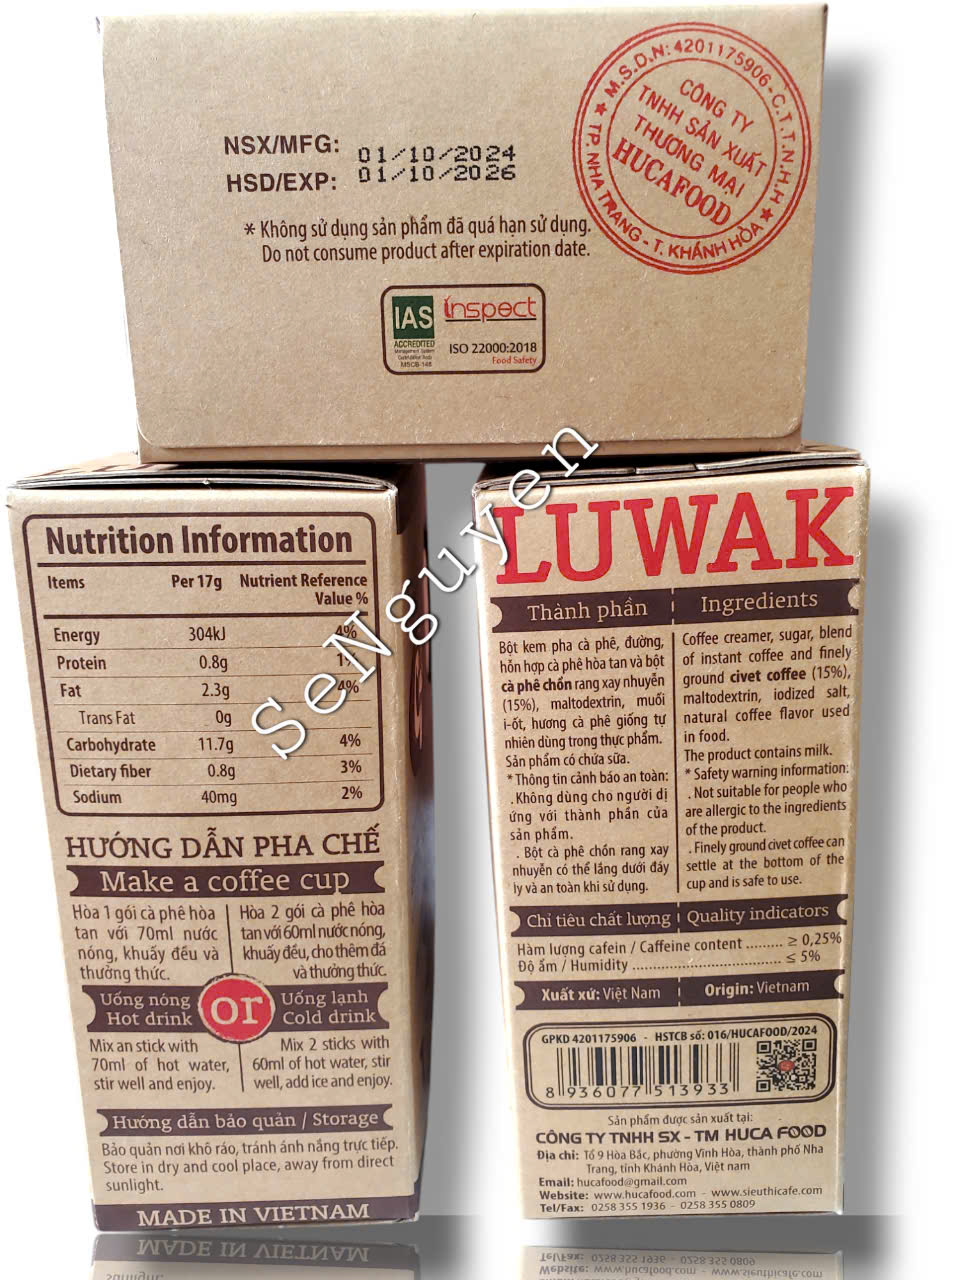 NSX/MFG: 01/10/2024
HSD/EXP: 01/10/2026
* Không sử dụng sản phẩm đã quá hạn sử dụng.
Do not consume product after expiration date.
M.S.D.N: 4201175906-C.T.T.N.H.H
CÔNG TY
TNHH SẢN XUẤT
THƯƠNG MẠI
HUCAFOOD
★ TP. NHA TRANG - T. KHÁNH HÒA ★
IAS
ACCREDITED
Inspect
ISO 22000:2018
Food Safety
SeNguyen
Nutrition Information
Items Per 17g Nutrient Reference
Value %
Energy 304kJ 4%
Protein 0.8g 1%
Fat 2.3g 4%
Trans Fat 0g
Carbohydrate 11.7g 4%
Dietary fiber 0.8g 3%
Sodium 40mg 2%
HƯỚNG DẪN PHA CHẾ
Make a coffee cup
Hòa 1 gói cà phê hòa
tan với 70ml nước
nóng, khuấy đều và
thưởng thức.
Hòa 2 gói cà phê hòa
tan với 60ml nước nóng,
khuấy đều, cho thêm đá
và thưởng thức.
Uống nóng
Hot drink
or
Uống lạnh
Cold drink
Mix an stick with
70ml of hot water,
stir well and enjoy.
Mix 2 sticks with
60ml of hot water, stir
well, add ice and enjoy.
Hướng dẫn bảo quản / Storage
Bảo quản nơi khô ráo, tránh ánh nắng trực tiếp.
Store in dry and cool place, away from direct
sunlight.
MADE IN VIETNAM
LUWAK
Thành phần
Bột kem pha cà phê, đường,
hỗn hợp cà phê hòa tan và bột
cà phê chồn rang xay nhuyễn
(15%), maltodextrin, muối
i-ốt, hương cà phê giống tự
nhiên dùng trong thực phẩm.
Sản phẩm có chứa sữa.
* Thông tin cảnh báo an toàn:
. Không dùng cho người dị
ứng với thành phần của
sản phẩm.
. Bột cà phê chồn rang xay
nhuyễn có thể lắng dưới đáy
ly và an toàn khi sử dụng.
Ingredients
Coffee creamer, sugar, blend
of instant coffee and finely
ground civet coffee (15%),
maltodextrin, iodized salt,
natural coffee flavor used
in food.
The product contains milk.
* Safety warning information:
. Not suitable for people who
are allergic to the ingredients
of the product.
. Finely ground civet coffee can
settle at the bottom of the
cup and is safe to use.
Chỉ tiêu chất lượng Quality indicators
Hàm lượng cafein / Caffeine content ......... ≥ 0,25%
Độ ẩm / Humidity ..................................... ≤ 5%
Xuất xứ: Việt Nam Origin: Vietnam
GPKD 4201175906 - HSTCB số: 016/HUCAFOOD/2024
8 936077 513933
Sản phẩm được sản xuất tại:
CÔNG TY TNHH SX - TM HUCA FOOD
Địa chỉ: Tổ 9 Hòa Bắc, phường Vĩnh Hòa, thành phố Nha
Trang, tỉnh Khánh Hòa, Việt nam
Email: hucafood@gmail.com
Website: www.hucafood.com - www.sieuthicafe.com
Tel/Fax: 0258 355 1936 - 0258 355 0809